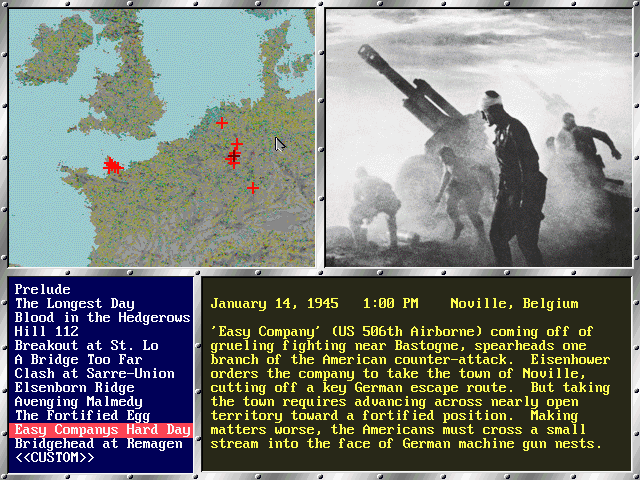 Prelude
The Longest Day
Blood in the Hedgerows
Hill 112
Breakout at St. Lo
A Bridge Too Far
Clash at Sarre-Union
Elsenborn Ridge
Avenging Malmedy
The Fortified Egg
Easy Companys Hard Day
Bridgehead at Remagen
<<CUSTOM>>
January 14, 1945 1:00 PM Noville, Belgium
'Easy Company' (US 506th Airborne) coming off of
grueling fighting near Bastogne, spearheads one
branch of the American counter-attack. Eisenhower
orders the company to take the town of Noville,
cutting off a key German escape route. But taking
the town requires advancing across nearly open
territory toward a fortified position. Making
matters worse, the Americans must cross a small
stream into the face of German machine gun nests.